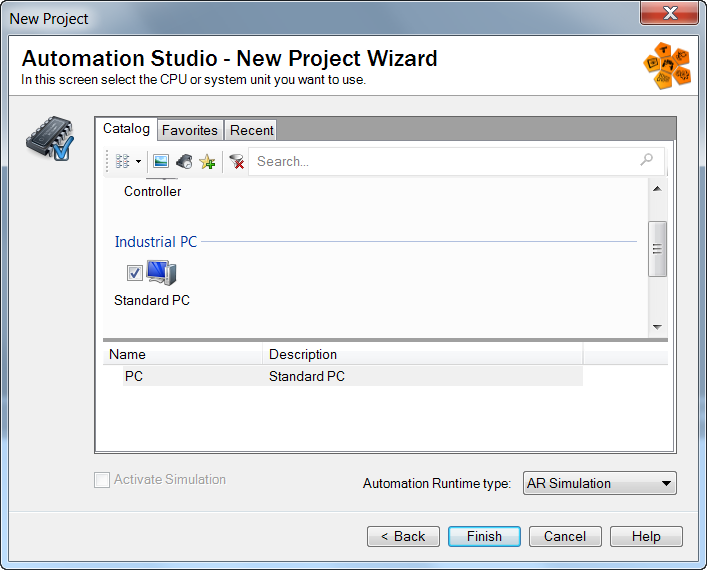 New Project
Automation Studio - New Project Wizard
In this screen select the CPU or system unit you want to use.
Catalog Favorites Recent
Search...
Controller
Industrial PC
Standard PC
Name Description
PC Standard PC
Activate Simulation
Automation Runtime type: AR Simulation
< Back Finish Cancel Help